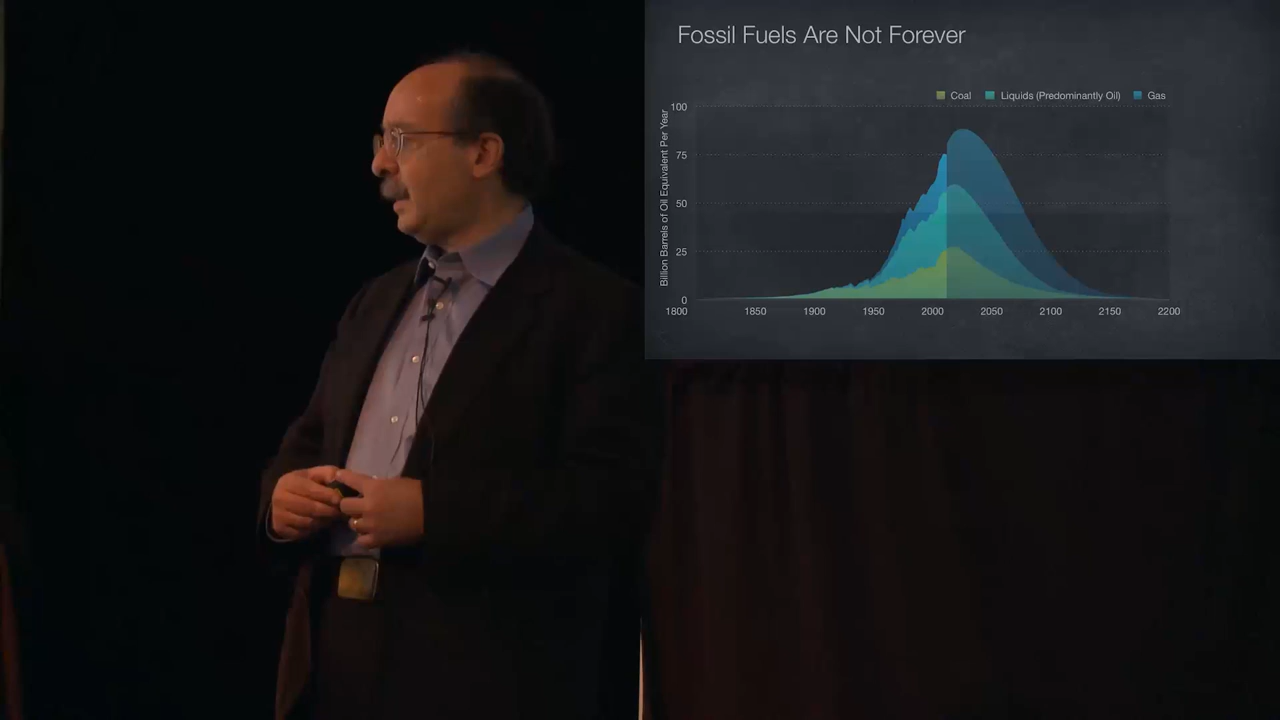 Fossil Fuels Are Not Forever
Coal Liquids (Predominantly Oil) Gas
Billion Barrels of Oil Equivalent Per Year
100
75
50
25
0
1800 1850 1900 1950 2000 2050 2100 2150 2200